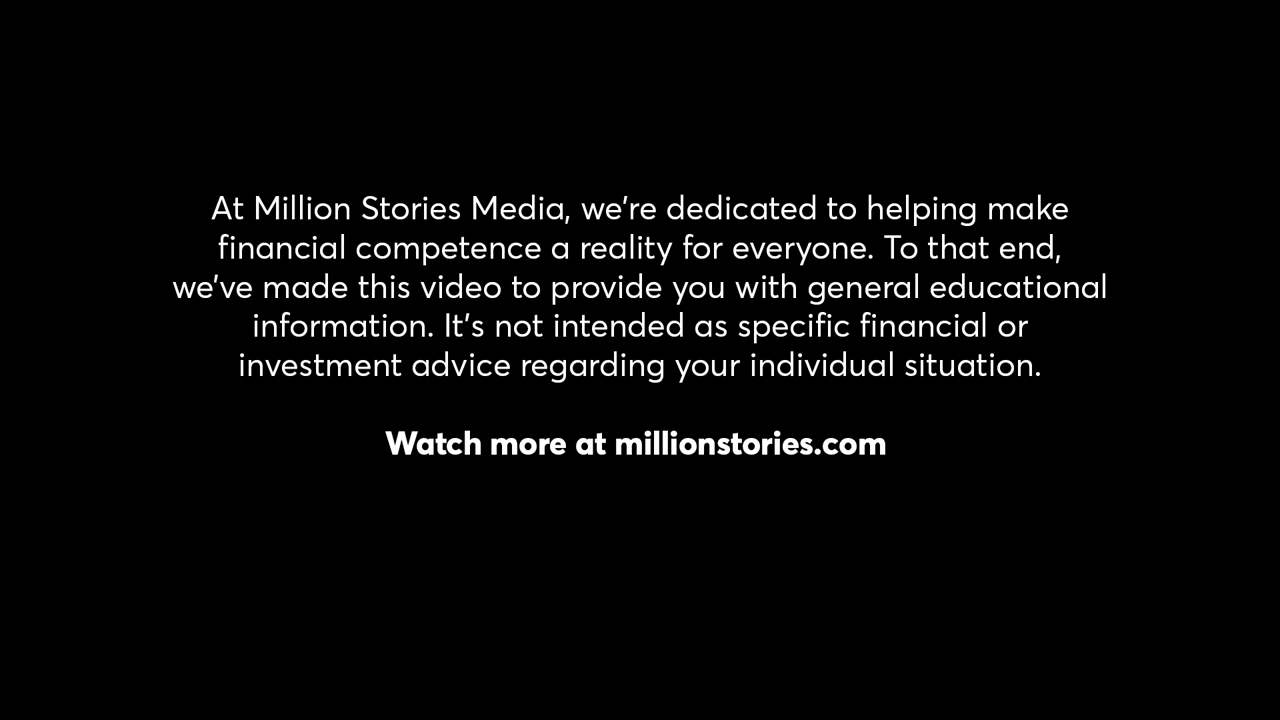 At Million Stories Media, we're dedicated to helping make
financial competence a reality for everyone. To that end,
we've made this video to provide you with general educational
information. It's not intended as specific financial or
investment advice regarding your individual situation.
Watch more at millionstories.com